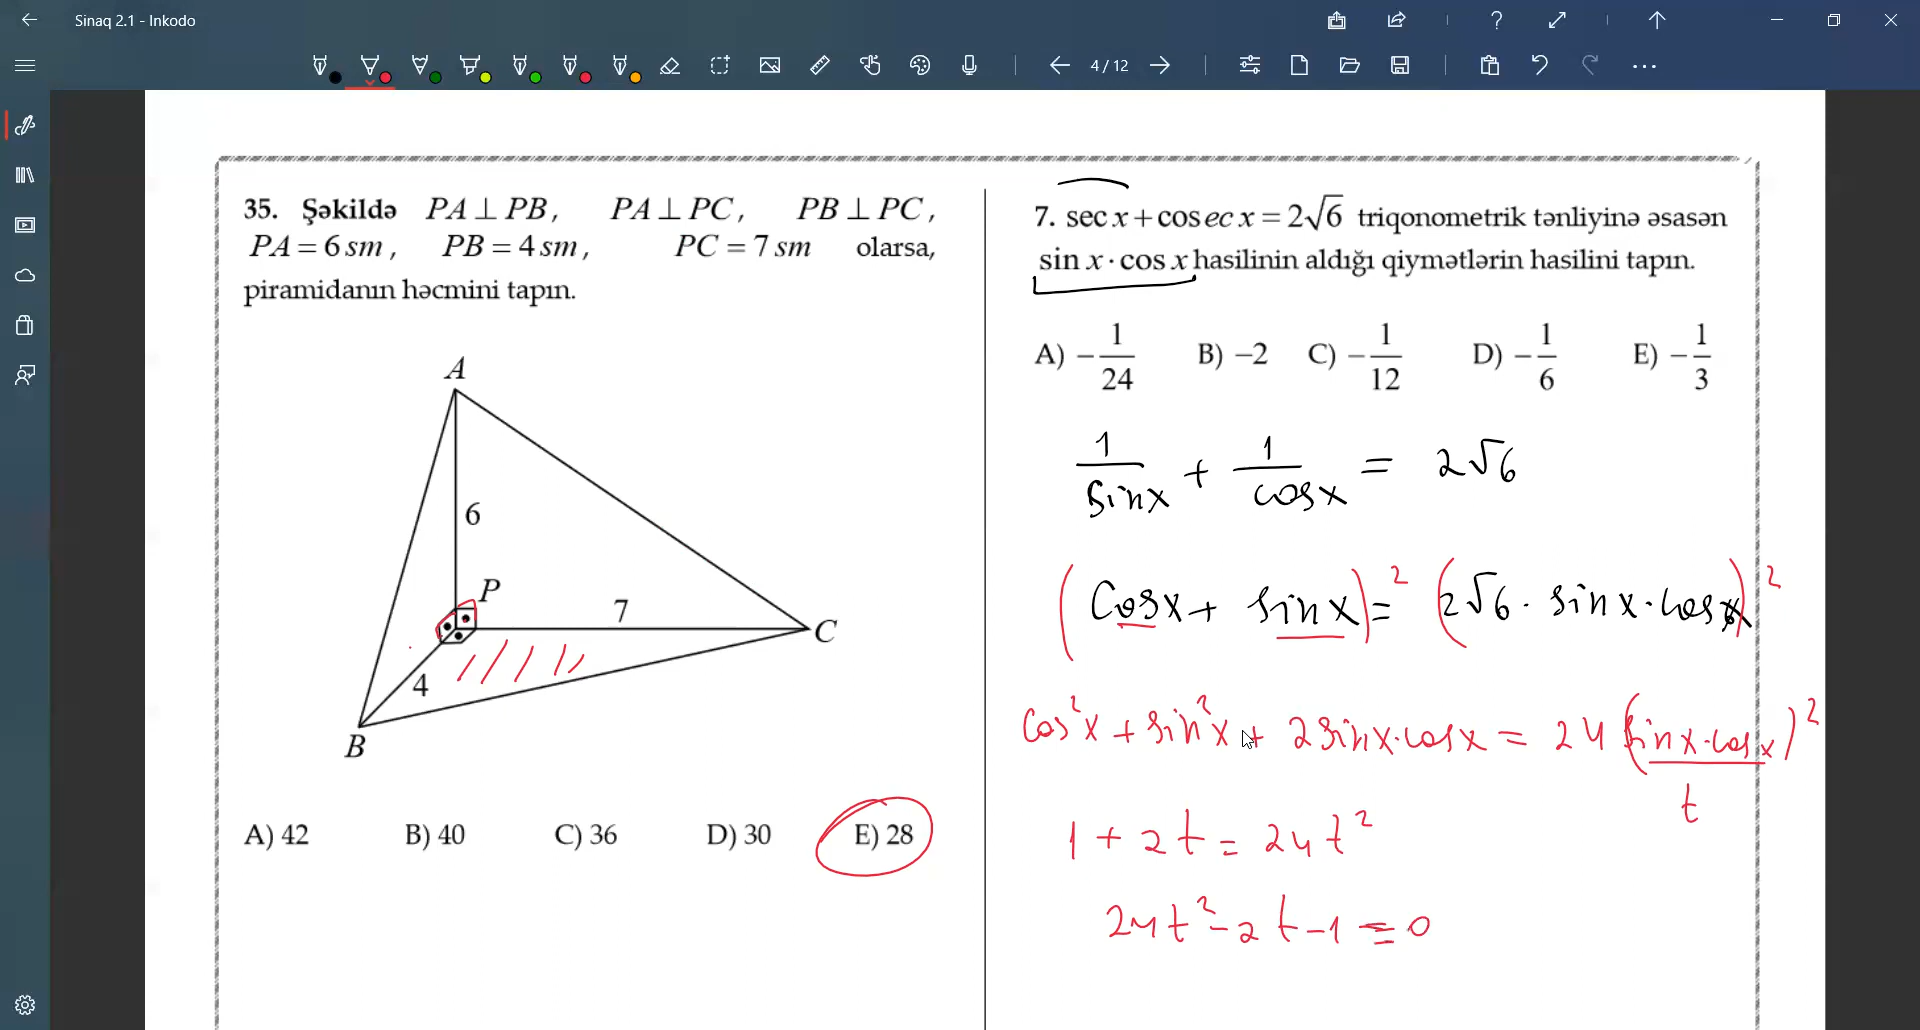 Sinaq 2.1 - Inkodo
4 / 12
35. Şəkildə PA ⊥ PB, PA ⊥ PC, PB ⊥ PC,
PA = 6 sm, PB = 4 sm, PC = 7 sm olarsa,
piramidanın həcmini tapın.
A
6
P
7
C
4
B
A) 42 B) 40 C) 36 D) 30 E) 28
7. sec x + cos ec x = 2√6 triqonometrik tənliyinə əsasən
sin x · cos x hasilinin aldığı qiymətlərin hasilini tapın.
A) -1/24 B) –2 C) -1/12 D) -1/6 E) -1/3
1/sinx + 1/cosx = 2√6
(Cosx + sinx)² = (2√6 · sinx · cosx)²
Cos²x + sin²x + 2sinx·cosx = 24(sinx·cosx)²
t
1 + 2t = 24t²
24t² - 2t - 1 = 0